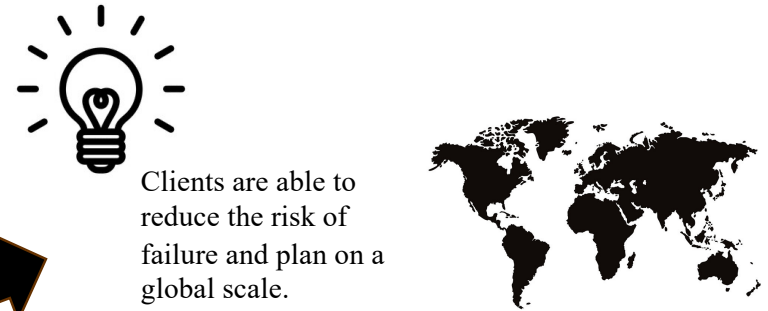 Clients are able to
reduce the risk of
failure and plan on a
global scale.